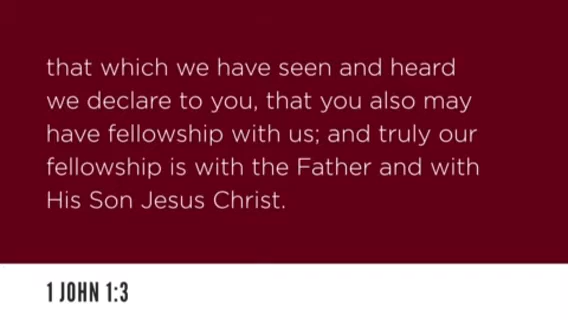 that which we have seen and heard
we declare to you, that you also may
have fellowship with us; and truly our
fellowship is with the Father and with
His Son Jesus Christ.
1 JOHN 1:3